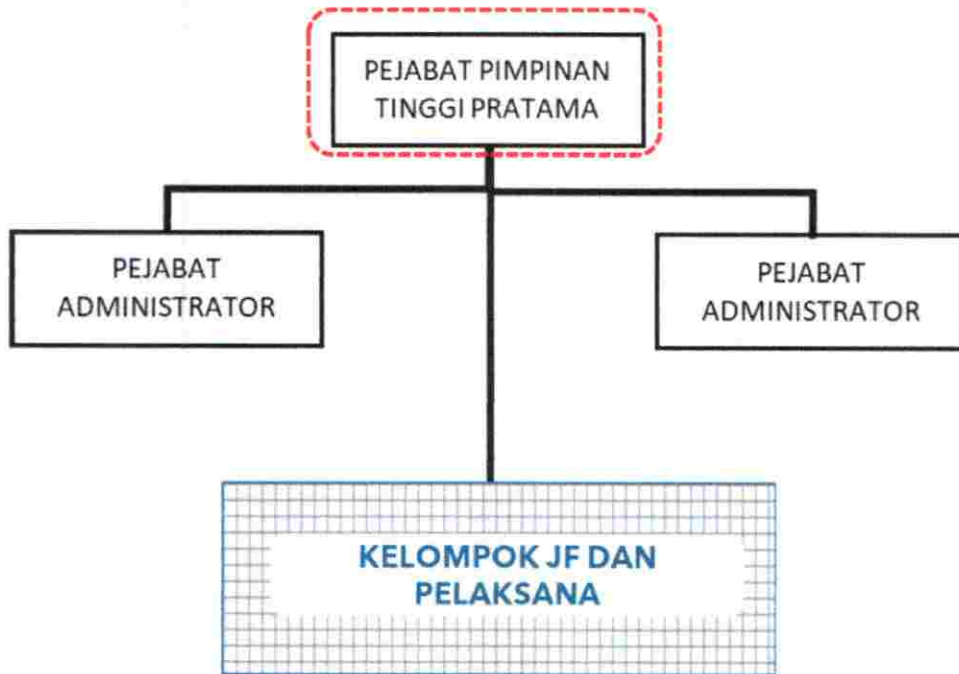 PEJABAT PIMPINAN
TINGGI PRATAMA
PEJABAT
ADMINISTRATOR
PEJABAT
ADMINISTRATOR
KELOMPOK JF DAN
PELAKSANA